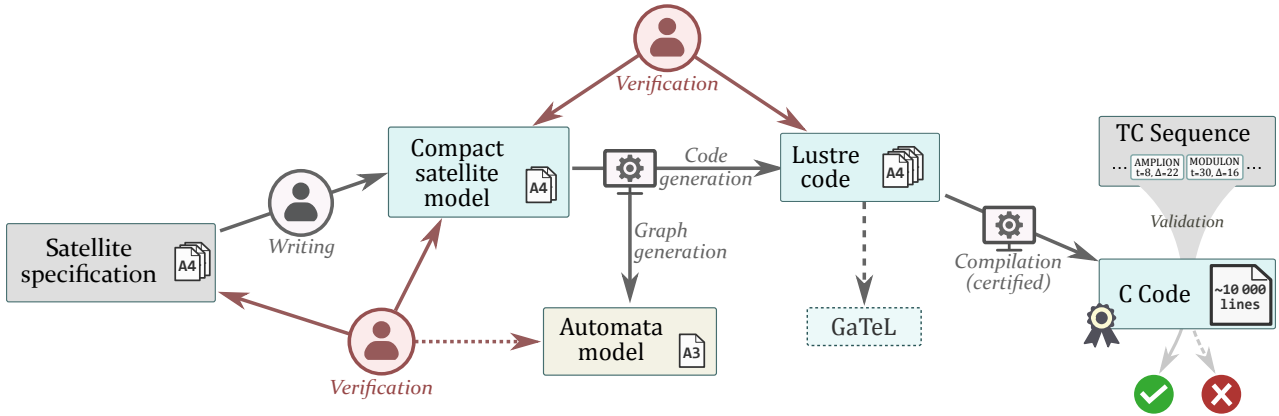 Verification
TC Sequence
... AMPLION MODULON ...
t=8, Δ=22 t=30, Δ=16
Compact
satellite
model
A4
Code
generation
Lustre
code
A4
Writing
Validation
Satellite
specification
A4
Graph
generation
Compilation
(certified)
C Code
~10 000
lines
Automata
model
A3
GaTeL
Verification